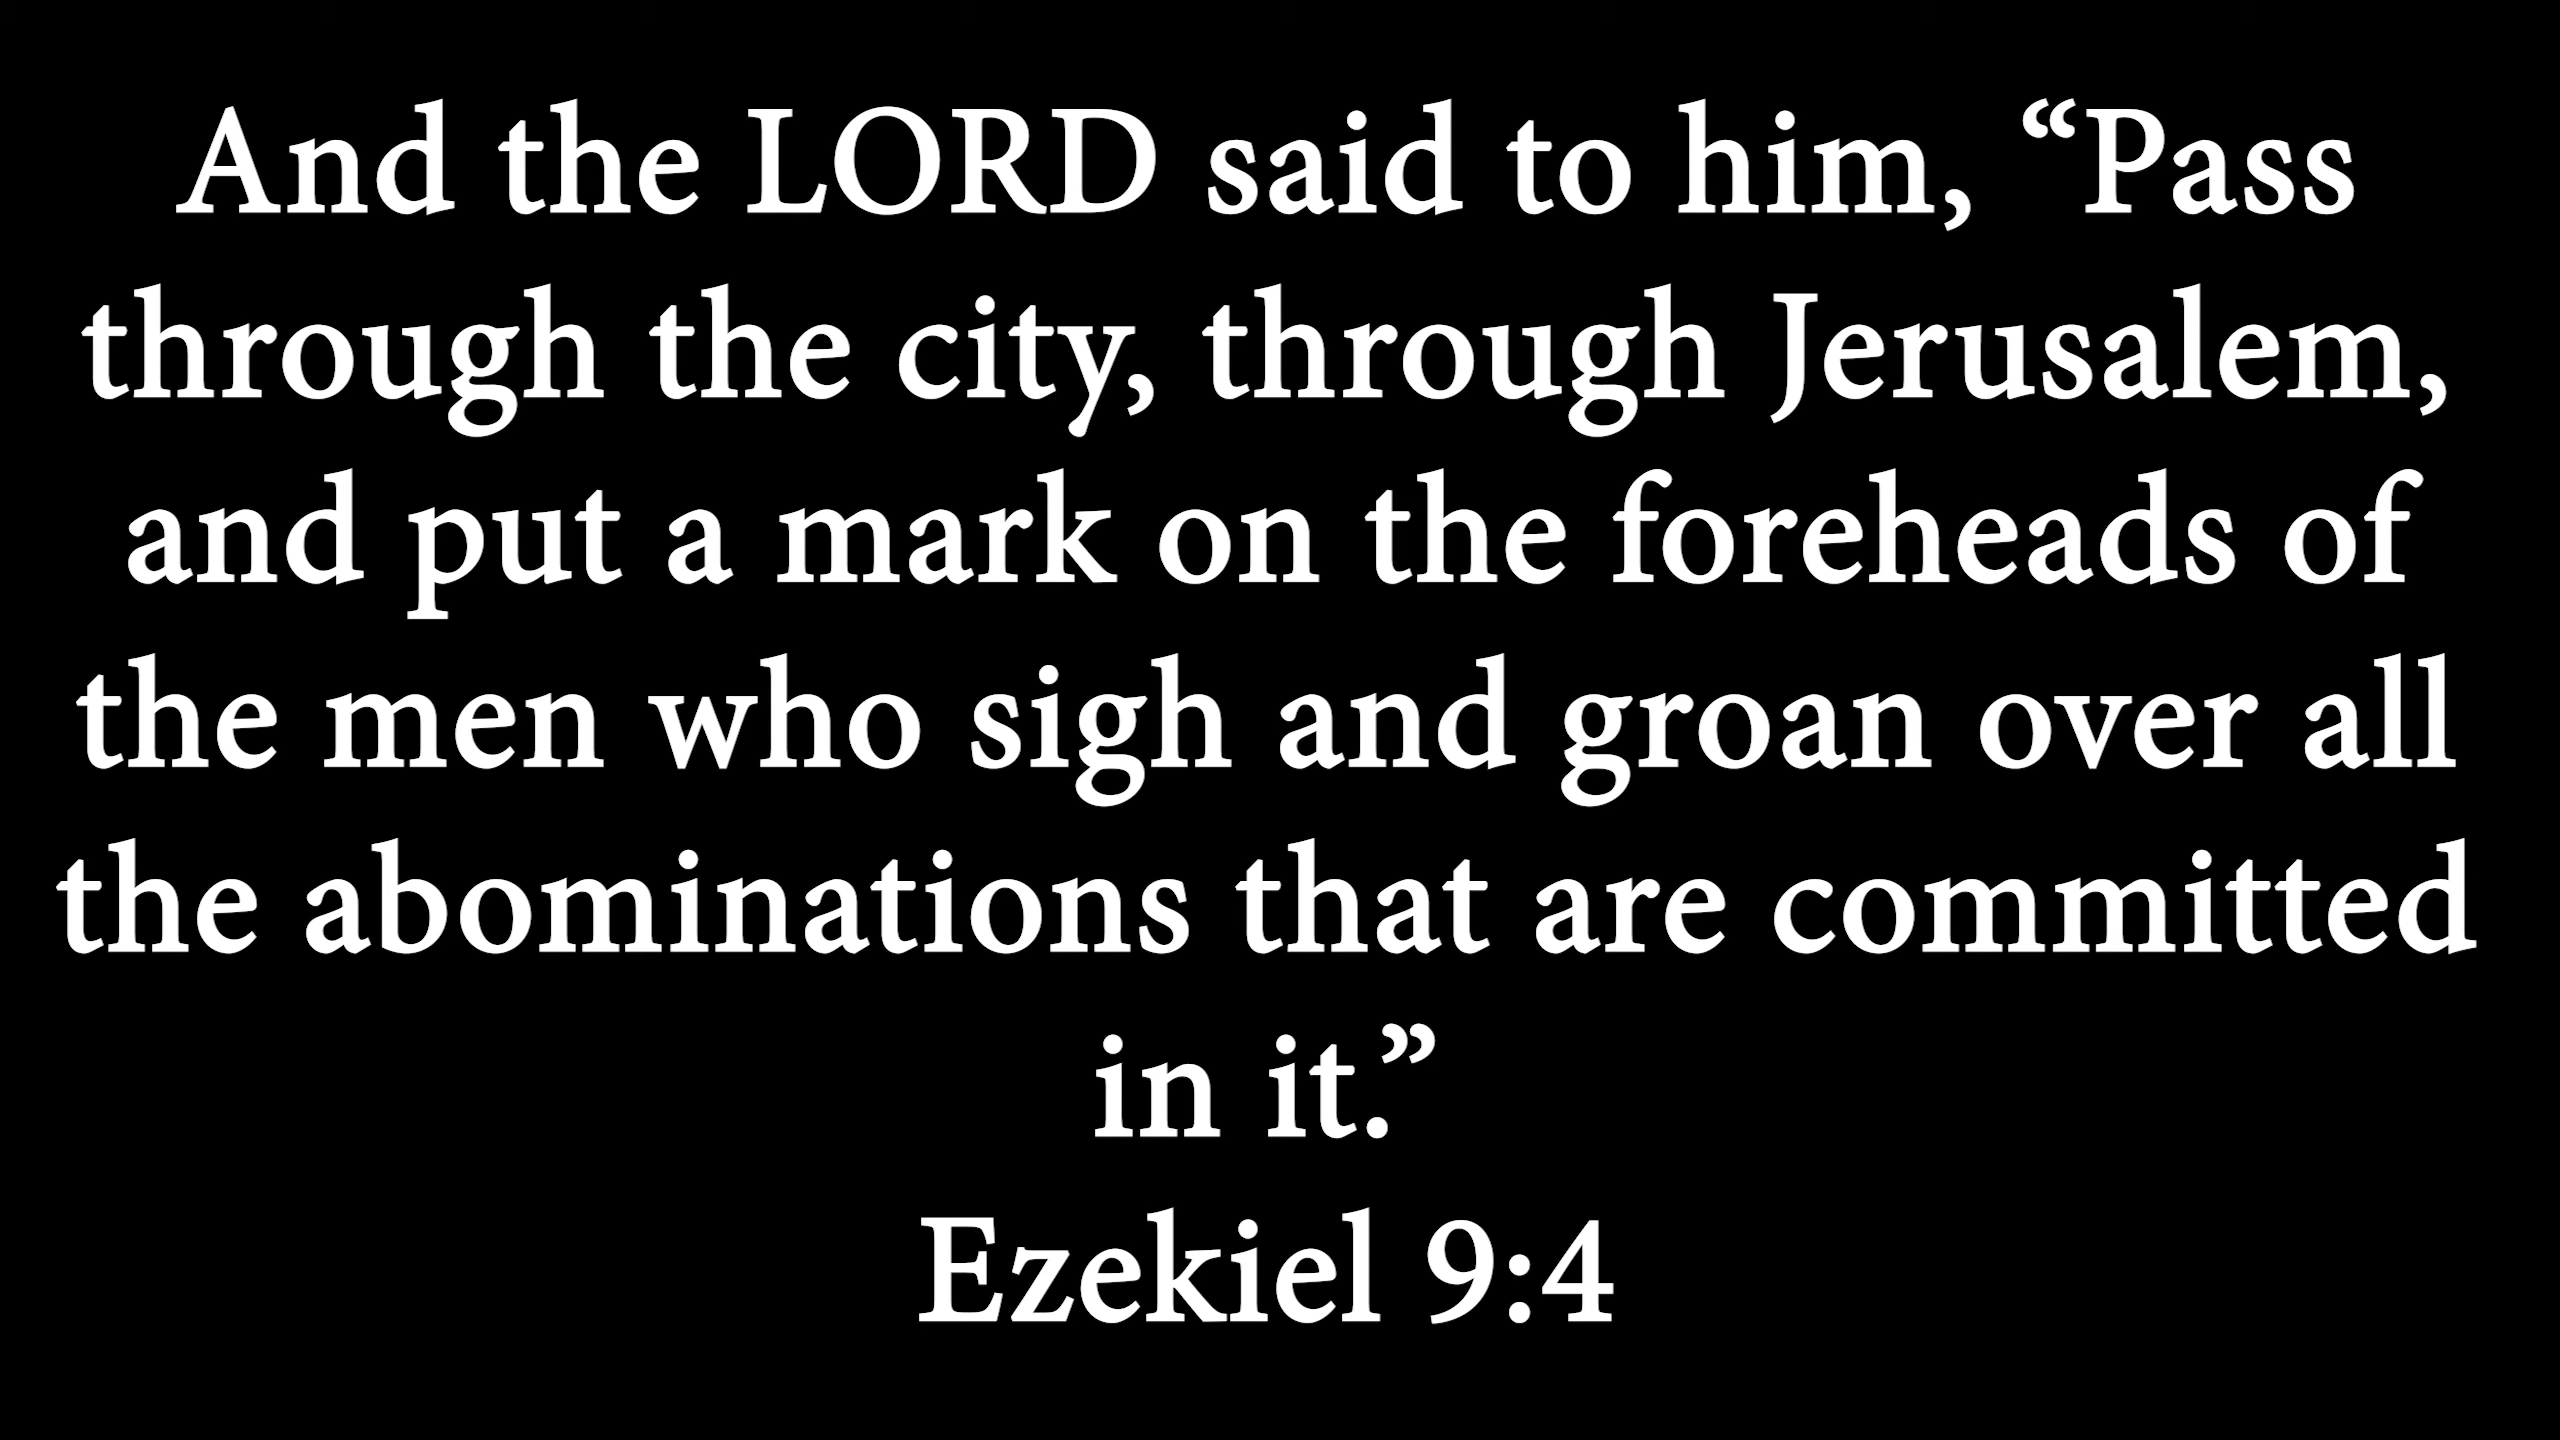 And the LORD said to him, “Pass
through the city, through Jerusalem,
and put a mark on the foreheads of
the men who sigh and groan over all
the abominations that are committed
in it.”
Ezekiel 9:4